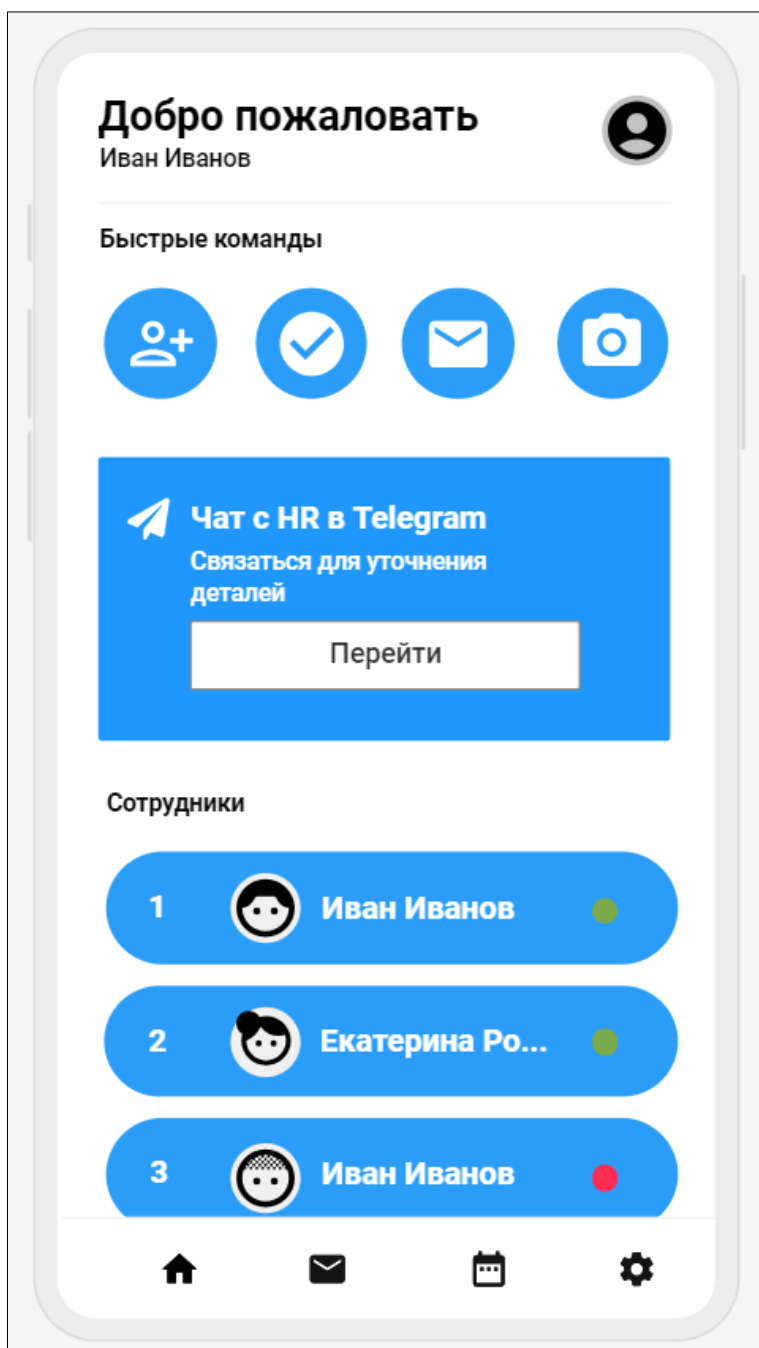 Добро пожаловать
Иван Иванов
Быстрые команды
Чат с HR в Telegram
Связаться для уточнения
деталей
Перейти
Сотрудники
1 Иван Иванов
2 Екатерина Ро...
3 Иван Иванов